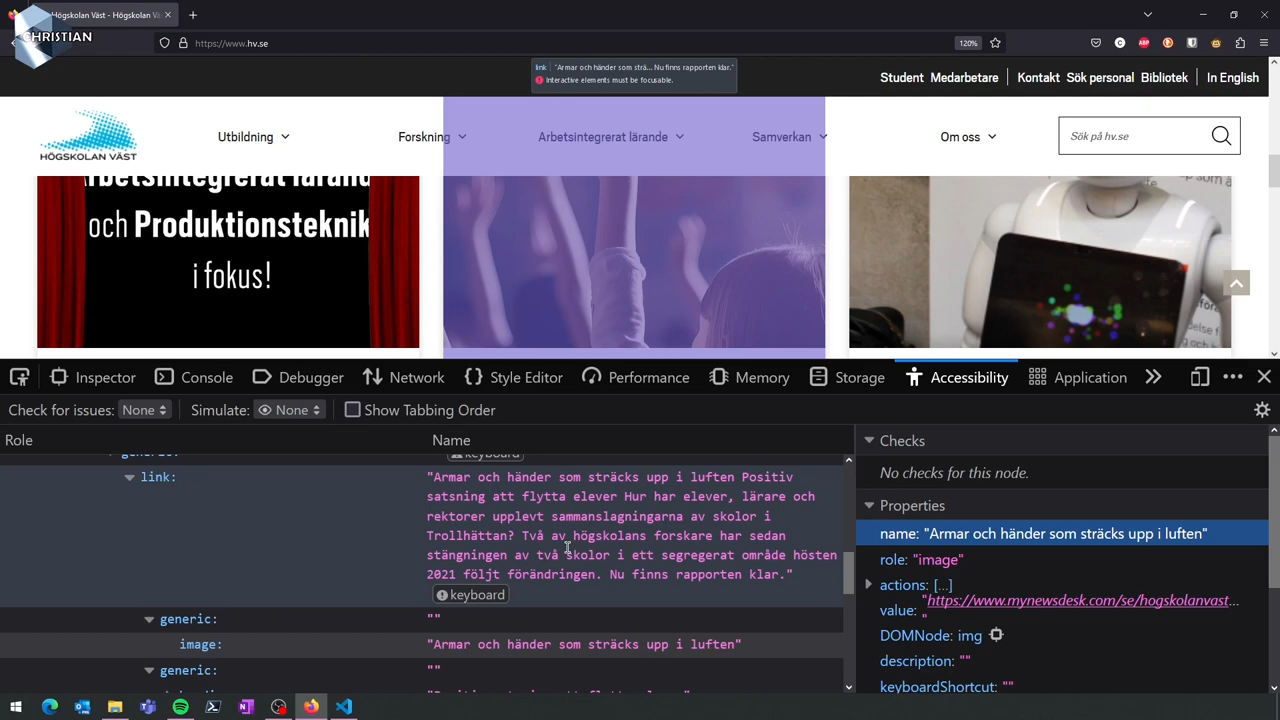 Högskolan Väst - Högskolan Väs
CHRISTIAN
https://www.hv.se
120%
link "Armar och händer som strä... Nu finns rapporten klar."
Interactive elements must be focusable.
Student Medarbetare Kontakt Sök personal Bibliotek In English
HÖGSKOLAN VÄST
Utbildning
Forskning
Arbetsintegrerat lärande
Samverkan
Om oss
Sök på hv.se
Arbetsintegrerat lärande
och Produktionsteknik
i fokus!
Inspector Console Debugger Network Style Editor Performance Memory Storage Accessibility Application
Check for issues: None Simulate: None Show Tabbing Order
Role Name
generic:
keyboard
link:
"Armar och händer som sträcks upp i luften Positiv
satsning att flytta elever Hur har elever, lärare och
rektorer upplevt sammanslagningarna av skolor i
Trollhättan? Två av högskolans forskare har sedan
stängningen av två skolor i ett segregerat område hösten
2021 följt förändringen. Nu finns rapporten klar."
keyboard
generic: ""
image: "Armar och händer som sträcks upp i luften"
generic: ""
Checks
No checks for this node.
Properties
name: "Armar och händer som sträcks upp i luften"
role: "image"
actions: […]
value: "https://www.mynewsdesk.com/se/hogskolanvast…
"
DOMNode: img
description: ""
keyboardShortcut: ""